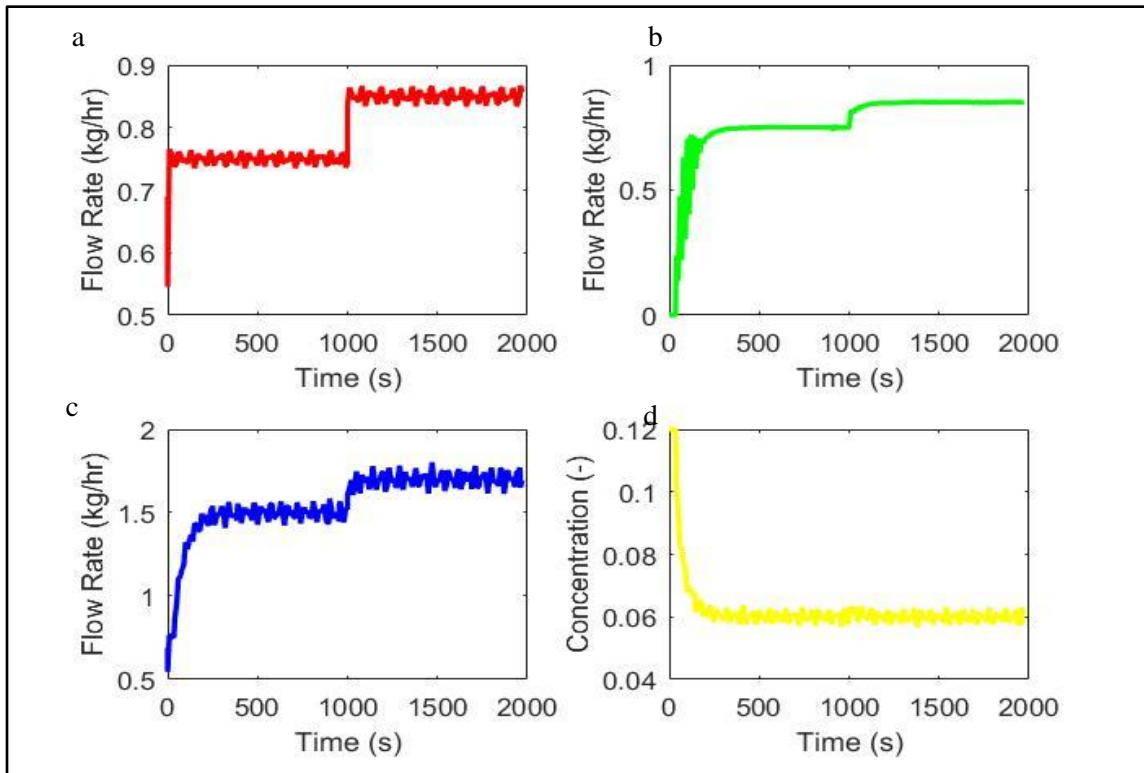 a
0.9
0.8
0.7
0.6
0.5
Flow Rate (kg/hr)
0 500 1000 1500 2000
Time (s)
b
1
0.5
0
Flow Rate (kg/hr)
0 500 1000 1500 2000
Time (s)
c
2
1.5
1
0.5
Flow Rate (kg/hr)
0 500 1000 1500 2000
Time (s)
d
0.12
0.1
0.08
0.06
0.04
Concentration (-)
0 500 1000 1500 2000
Time (s)